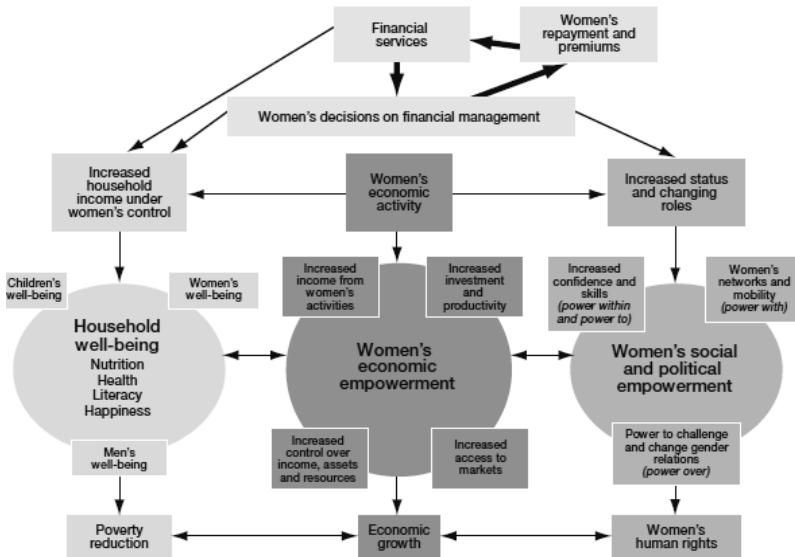 Financial
services
Women's
repayment and
premiums
Women's decisions on financial management
Increased
household
income under
women's control
Women's
economic
activity
Increased status
and changing
roles
Children's
well-being
Women's
well-being
Household
well-being
Nutrition
Health
Literacy
Happiness
Men's
well-being
Increased
income from
women's
activities
Increased
investment
and
productivity
Women's
economic
empowerment
Increased
control over
income, assets
and resources
Increased
access to
markets
Increased
confidence and
skills
(power within
and power to)
Women's
networks and
mobility
(power with)
Women's social
and political
empowerment
Power to challenge
and change gender
relations
(power over)
Poverty
reduction
Economic
growth
Women's
human rights